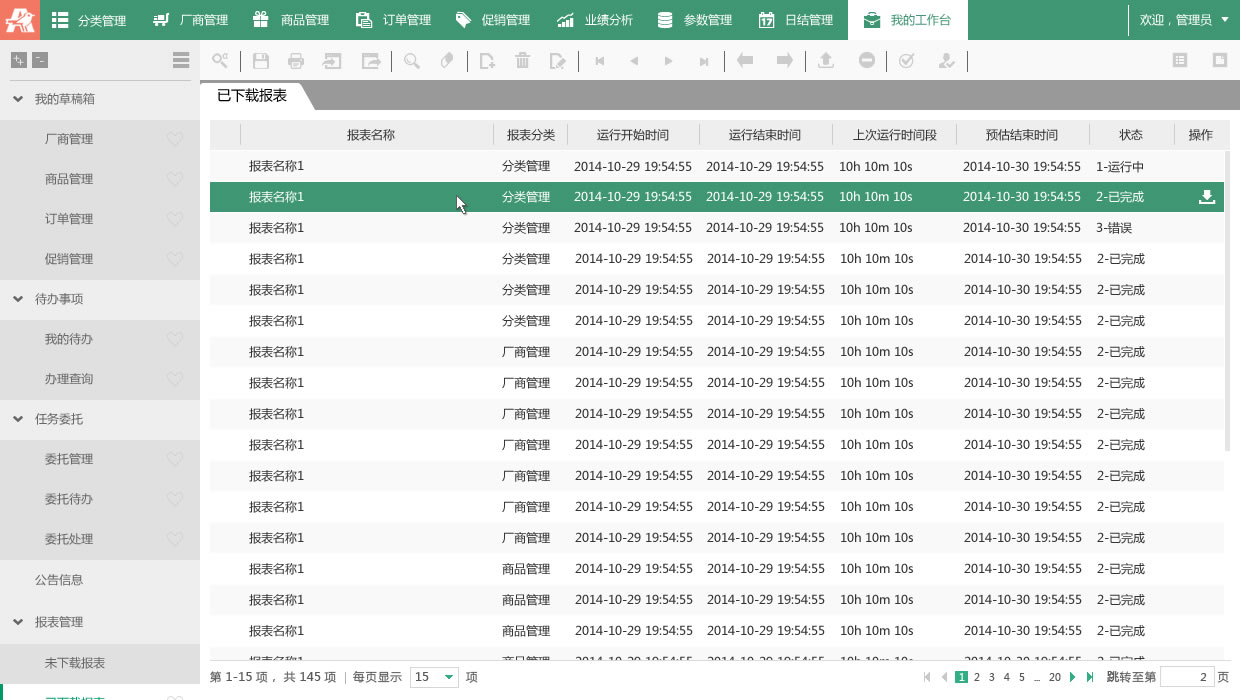 分类管理 厂商管理 商品管理 订单管理 促销管理 业绩分析 参数管理 日结管理 我的工作台 欢迎，管理员
我的草稿箱
厂商管理
商品管理
订单管理
促销管理
待办事项
我的待办
办理查询
任务委托
委托管理
委托待办
委托处理
公告信息
报表管理
未下载报表
已下载报表
已下载报表
报表名称 报表分类 运行开始时间 运行结束时间 上次运行时间段 预估结束时间 状态 操作
报表名称1 分类管理 2014-10-29 19:54:55 2014-10-29 19:54:55 10h 10m 10s 2014-10-30 19:54:55 1-运行中
报表名称1 分类管理 2014-10-29 19:54:55 2014-10-29 19:54:55 10h 10m 10s 2014-10-30 19:54:55 2-已完成
报表名称1 分类管理 2014-10-29 19:54:55 2014-10-29 19:54:55 10h 10m 10s 2014-10-30 19:54:55 3-错误
报表名称1 分类管理 2014-10-29 19:54:55 2014-10-29 19:54:55 10h 10m 10s 2014-10-30 19:54:55 2-已完成
报表名称1 分类管理 2014-10-29 19:54:55 2014-10-29 19:54:55 10h 10m 10s 2014-10-30 19:54:55 2-已完成
报表名称1 分类管理 2014-10-29 19:54:55 2014-10-29 19:54:55 10h 10m 10s 2014-10-30 19:54:55 2-已完成
报表名称1 厂商管理 2014-10-29 19:54:55 2014-10-29 19:54:55 10h 10m 10s 2014-10-30 19:54:55 2-已完成
报表名称1 厂商管理 2014-10-29 19:54:55 2014-10-29 19:54:55 10h 10m 10s 2014-10-30 19:54:55 2-已完成
报表名称1 厂商管理 2014-10-29 19:54:55 2014-10-29 19:54:55 10h 10m 10s 2014-10-30 19:54:55 2-已完成
报表名称1 厂商管理 2014-10-29 19:54:55 2014-10-29 19:54:55 10h 10m 10s 2014-10-30 19:54:55 2-已完成
报表名称1 厂商管理 2014-10-29 19:54:55 2014-10-29 19:54:55 10h 10m 10s 2014-10-30 19:54:55 2-已完成
报表名称1 厂商管理 2014-10-29 19:54:55 2014-10-29 19:54:55 10h 10m 10s 2014-10-30 19:54:55 2-已完成
报表名称1 厂商管理 2014-10-29 19:54:55 2014-10-29 19:54:55 10h 10m 10s 2014-10-30 19:54:55 2-已完成
报表名称1 商品管理 2014-10-29 19:54:55 2014-10-29 19:54:55 10h 10m 10s 2014-10-30 19:54:55 2-已完成
报表名称1 商品管理 2014-10-29 19:54:55 2014-10-29 19:54:55 10h 10m 10s 2014-10-30 19:54:55 2-已完成
报表名称1 商品管理 2014-10-29 19:54:55 2014-10-29 19:54:55 10h 10m 10s 2014-10-30 19:54:55 2-已完成
第 1-15 项，共 145 项 | 每页显示 15 项 1 2 3 4 5 ... 20 跳转至第 2 页